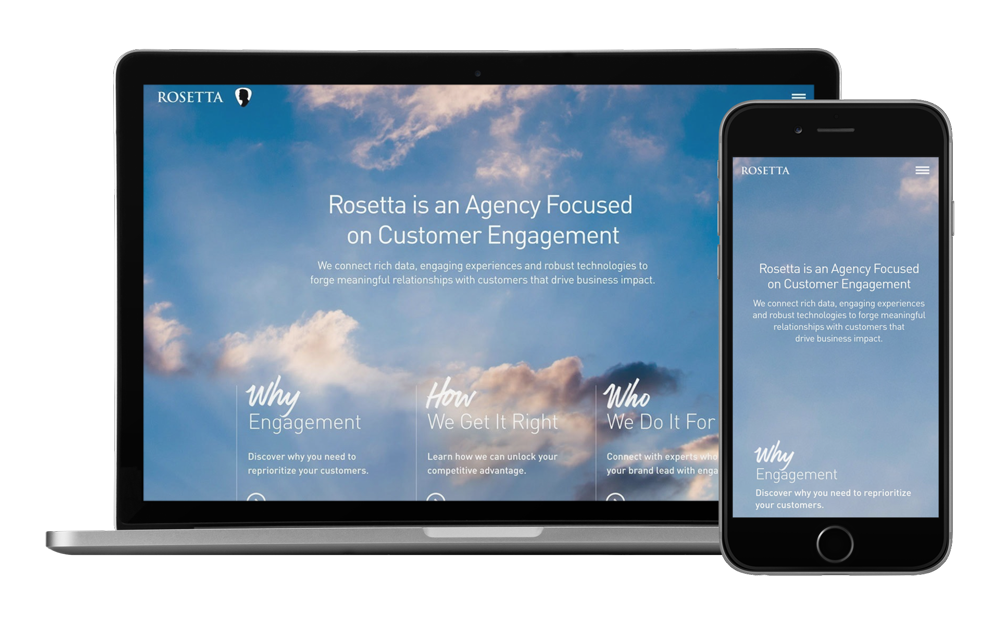 ROSETTA
Rosetta is an Agency Focused
on Customer Engagement
We connect rich data, engaging experiences and robust technologies to
forge meaningful relationships with customers that drive business impact.
Why
Engagement
Discover why you need to
reprioritize your customers.
How
We Get It Right
Learn how we can unlock your
competitive advantage.
Who
We Do It For
Connect with experts
your brand lead with
ROSETTA
Rosetta is an Agency Focused
on Customer Engagement
We connect rich data, engaging experiences
and robust technologies to forge meaningful
relationships with customers that
drive business impact.
Why
Engagement
Discover why you need to reprioritize
your customers.